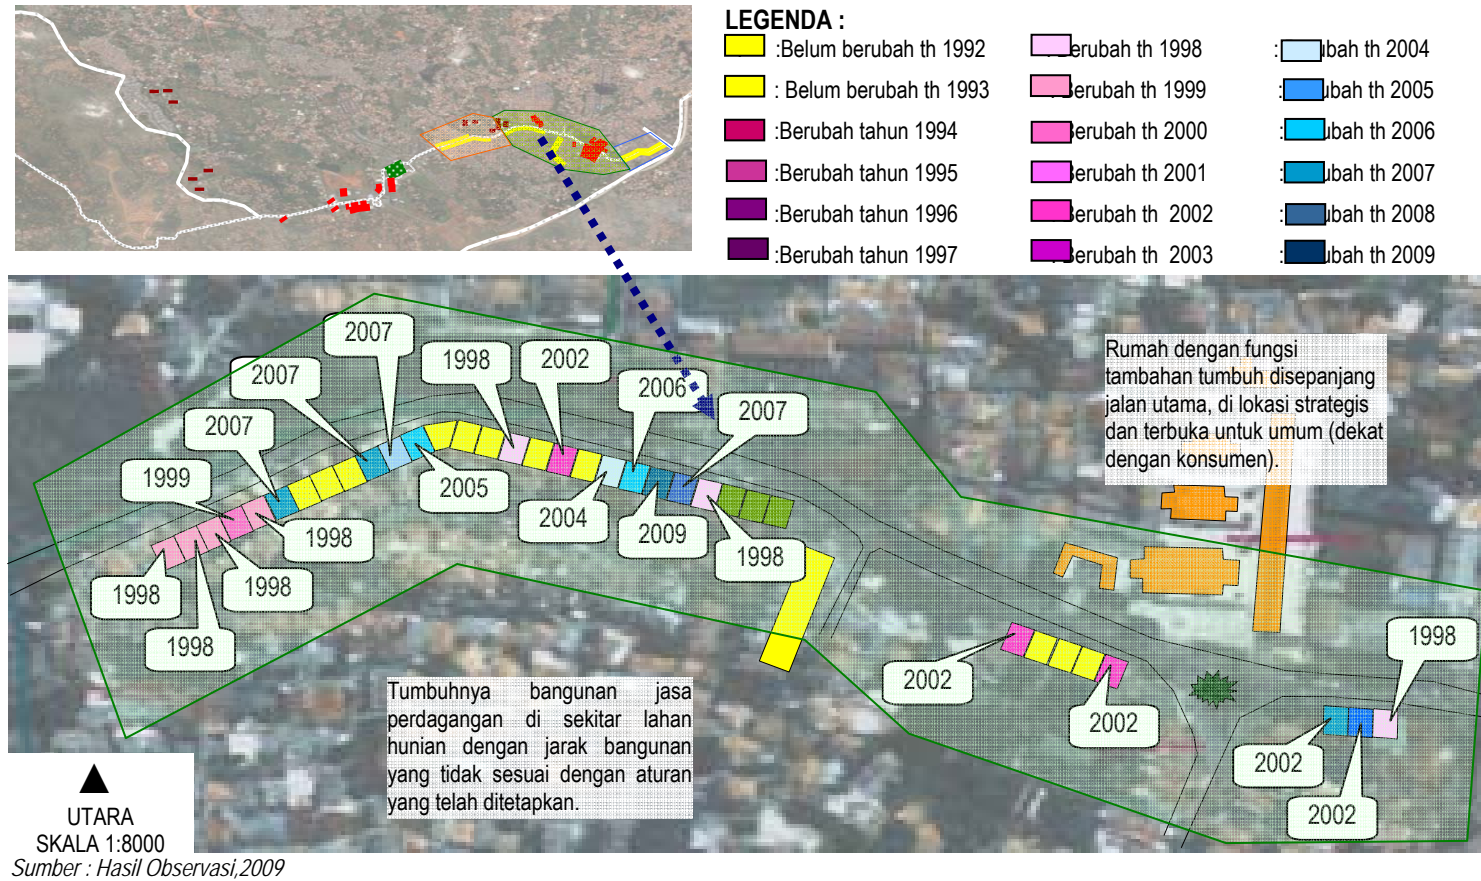 LEGENDA :
:Belum berubah th 1992
: Belum berubah th 1993
:Berubah tahun 1994
:Berubah tahun 1995
:Berubah tahun 1996
:Berubah tahun 1997
erubah th 1998
: Berubah th 1999
Berubah th 2000
Berubah th 2001
Berubah th 2002
: Berubah th 2003
: ubah th 2004
: ubah th 2005
: ubah th 2006
: ubah th 2007
: ubah th 2008
: ubah th 2009
2007
2007
2007
1999
1998
2002
2006
2007
2005
2004
2009
1998
1998
1998
1998
1998
Rumah dengan fungsi
tambahan tumbuh disepanjang
jalan utama, di lokasi strategis
dan terbuka untuk umum (dekat
dengan konsumen).
2002
2002
1998
2002
2002
Tumbuhnya bangunan jasa
perdagangan di sekitar lahan
hunian dengan jarak bangunan
yang tidak sesuai dengan aturan
yang telah ditetapkan.
UTARA
SKALA 1:8000
Sumber : Hasil Observasi,2009